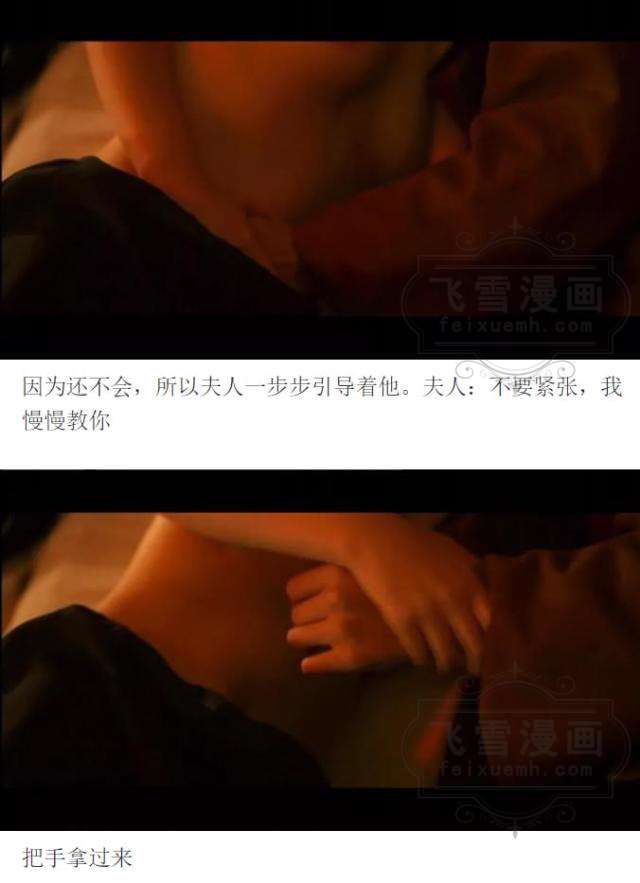 飞雪漫画
feixuemh.com
因为还不会，所以夫人一步步引导着他。夫人：不要紧张，我
慢慢教你
飞雪漫画
feixuemh.com
把手拿过来